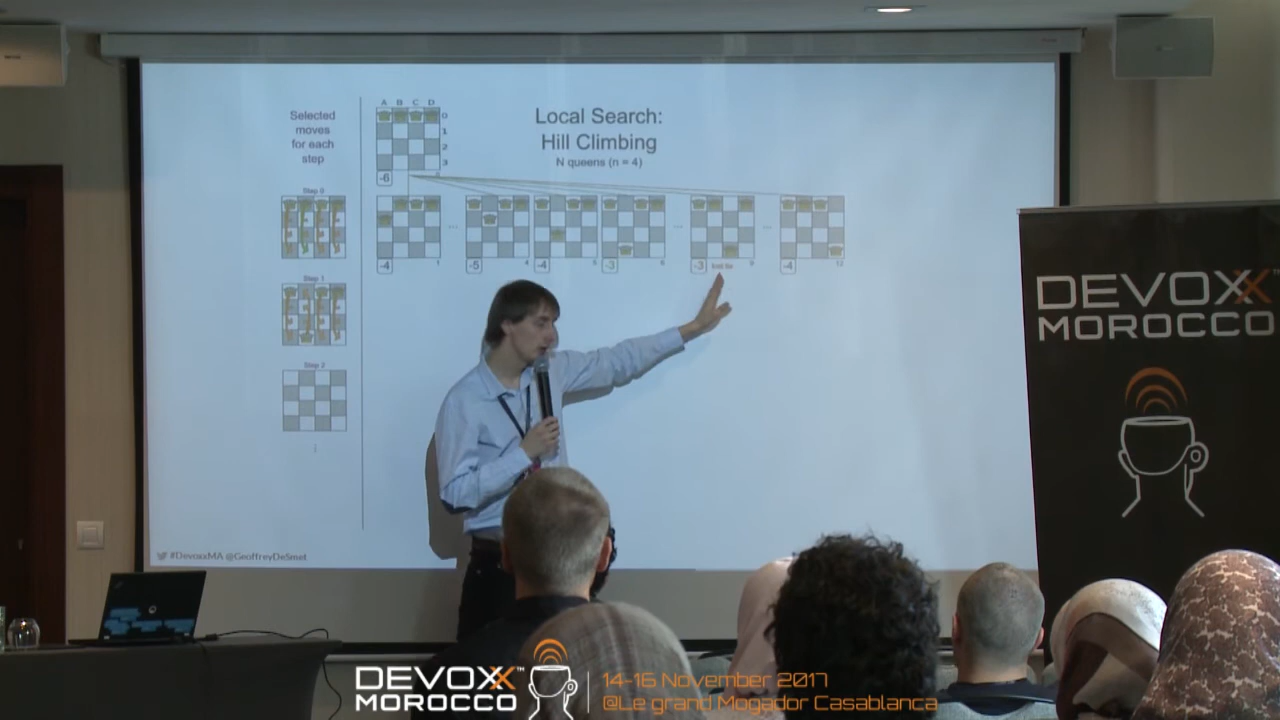 Selected
moves
for each
step
Step 0
Step 1
Step 2
A B C D
0
1
2
3
-6
Local Search:
Hill Climbing
N queens (n = 4)
-4
1
...
-5
4
-4
5
-3
6
...
-3
9
...
-4
12
#DevoxxMA @GeoffreyDeSmet
DEVOXX
MOROCCO
DEVOXX™
MOROCCO
14-16 November 2017
@Le grand Mogador Casablanca